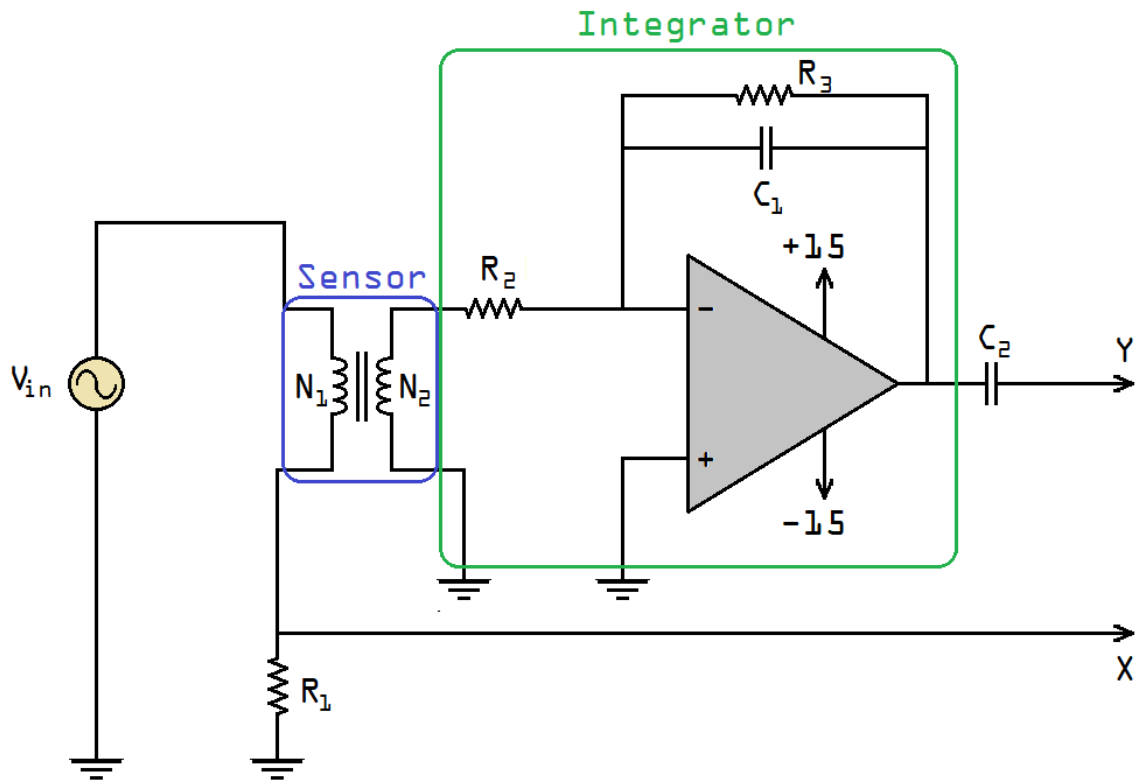 Integrator
R₃
C₁
+15
Sensor
R₂
-
C₂
Y
Vᵢₙ
N₁
N₂
+
-15
X
R₁